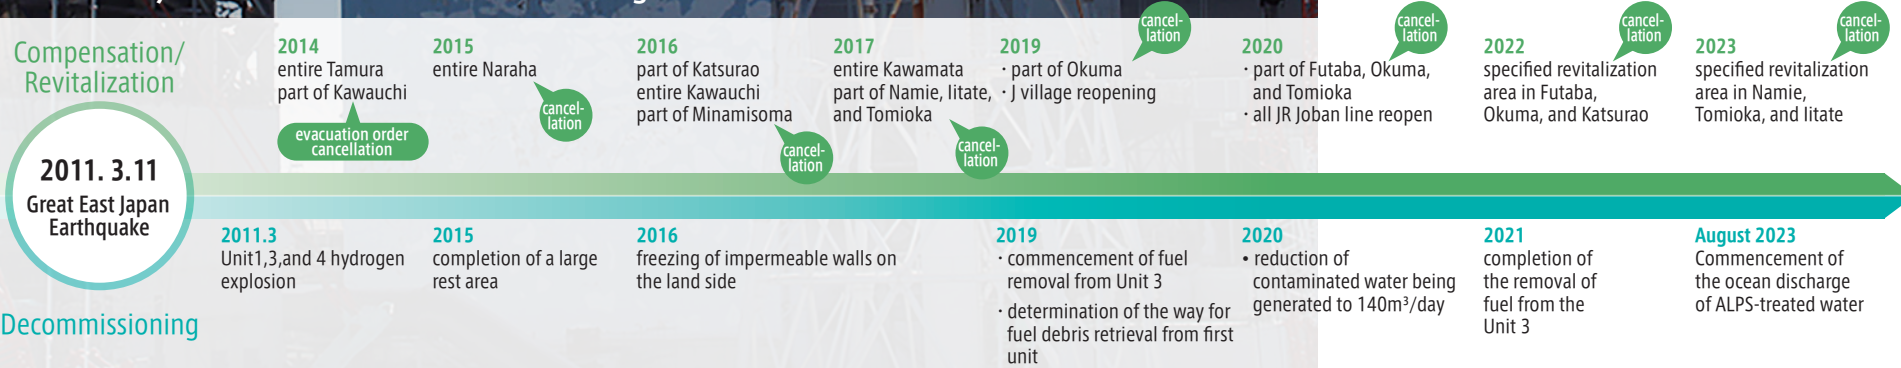 Compensation/
Revitalization
2011. 3.11
Great East Japan
Earthquake
Decommissioning
2014
entire Tamura
part of Kawauchi
evacuation order
cancellation
2015
entire Naraha
cancel-
lation
2016
part of Katsurao
entire Kawauchi
part of Minamisoma
cancel-
lation
2017
entire Kawamata
part of Namie, Iitate,
and Tomioka
cancel-
lation
2019
· part of Okuma
· J village reopening
cancel-
lation
2020
· part of Futaba, Okuma,
and Tomioka
· all JR Joban line reopen
cancel-
lation
2022
specified revitalization
area in Futaba,
Okuma, and Katsurao
cancel-
lation
2023
specified revitalization
area in Namie,
Tomioka, and Iitate
cancel-
lation
2011.3
Unit1,3,and 4 hydrogen
explosion
2015
completion of a large
rest area
2016
freezing of impermeable walls on
the land side
2019
· commencement of fuel
removal from Unit 3
· determination of the way for
fuel debris retrieval from first
unit
2020
• reduction of
contaminated water being
generated to 140m³/day
2021
completion of
the removal of
fuel from the
Unit 3
August 2023
Commencement of
the ocean discharge
of ALPS-treated water